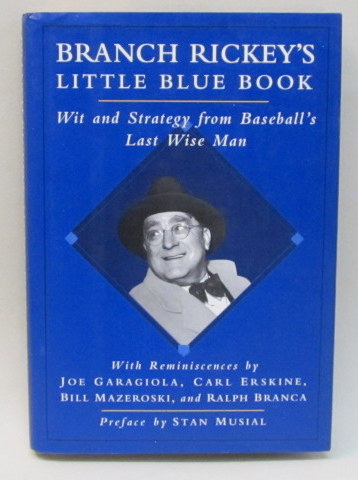 BRANCH RICKEY'S
LITTLE BLUE BOOK
Wit and Strategy from Baseball's
Last Wise Man
With Reminiscences by
JOE GARAGIOLA, CARL ERSKINE,
BILL MAZEROSKI, and RALPH BRANCA
Preface by STAN MUSIAL